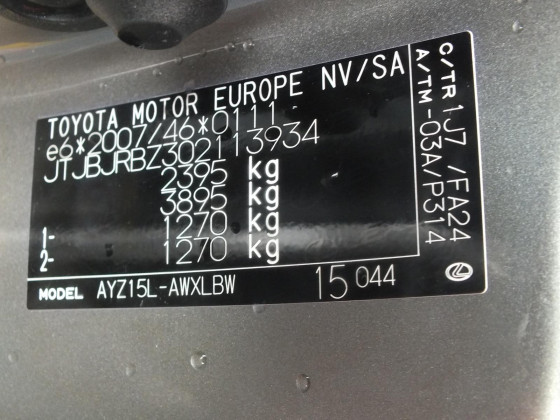 TOYOTA MOTOR EUROPE NV/SA
e6*2007/46*0111
JTJBJRBZ302113934
2395 kg
3895 kg
1- 1270 kg
2- 1270 kg
MODEL AYZ15L-AWXLBW 15 044
C/TR 1J7 /FA24
A/TM -03A/P314